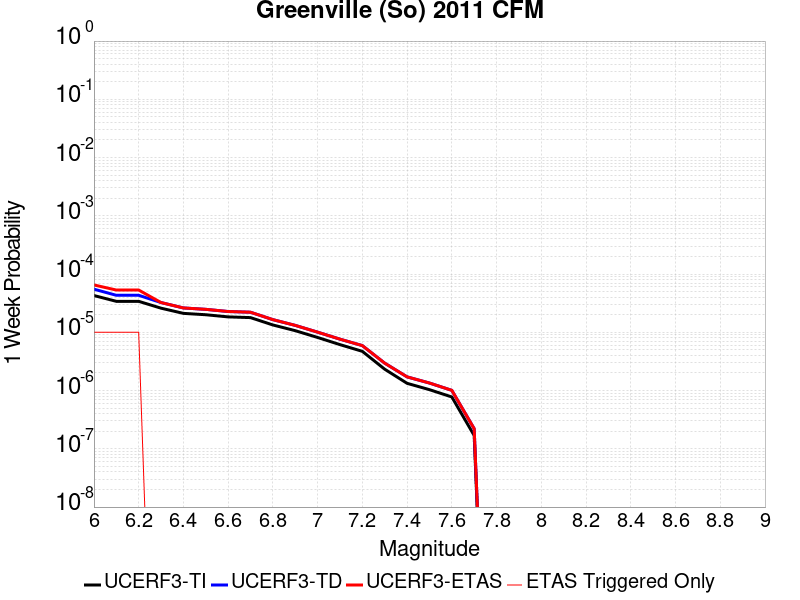 Greenville (So) 2011 CFM
10^0
10^-1
10^-2
10^-3
10^-4
10^-5
10^-6
10^-7
10^-8
1 Week Probability
6 6.2 6.4 6.6 6.8 7 7.2 7.4 7.6 7.8 8 8.2 8.4 8.6 8.8 9
Magnitude
UCERF3-TI UCERF3-TD UCERF3-ETAS ETAS Triggered Only